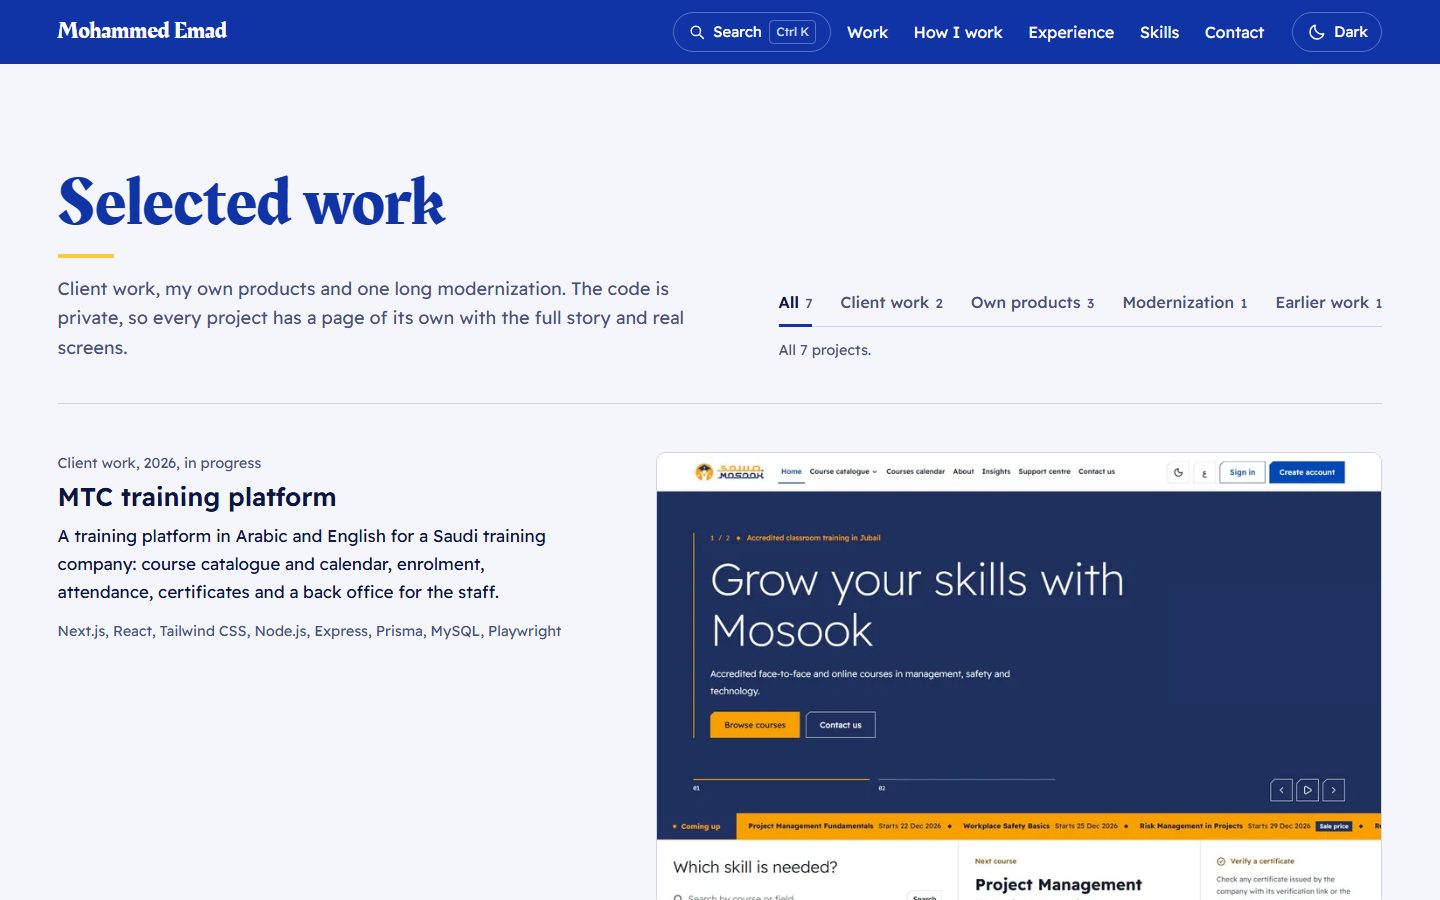 Mohammed Emad
Search Ctrl K
Work
How I work
Experience
Skills
Contact
Dark
Selected work
Client work, my own products and one long modernization. The code is
private, so every project has a page of its own with the full story and real
screens.
All 7
Client work 2
Own products 3
Modernization 1
Earlier work 1
All 7 projects.
Client work, 2026, in progress
MTC training platform
A training platform in Arabic and English for a Saudi training
company: course catalogue and calendar, enrolment,
attendance, certificates and a back office for the staff.
Next.js, React, Tailwind CSS, Node.js, Express, Prisma, MySQL, Playwright
MOSOOK
Home
Course catalogue
Courses calendar
About
Insights
Support centre
Contact us
ع
Sign in
Create account
1 / 2 Accredited classroom training in Jubail
Grow your skills with
Mosook
Accredited face-to-face and online courses in management, safety and
technology.
Browse courses
Contact us
01
02
Coming up
Project Management Fundamentals Starts 22 Dec 2026
Workplace Safety Basics Starts 25 Dec 2026
Risk Management in Projects Starts 29 Dec 2026 Sale price
Which skill is needed?
Search by course or field
Search
Next course
Project Management
Verify a certificate
Check any certificate issued by the
company with its verification link or the